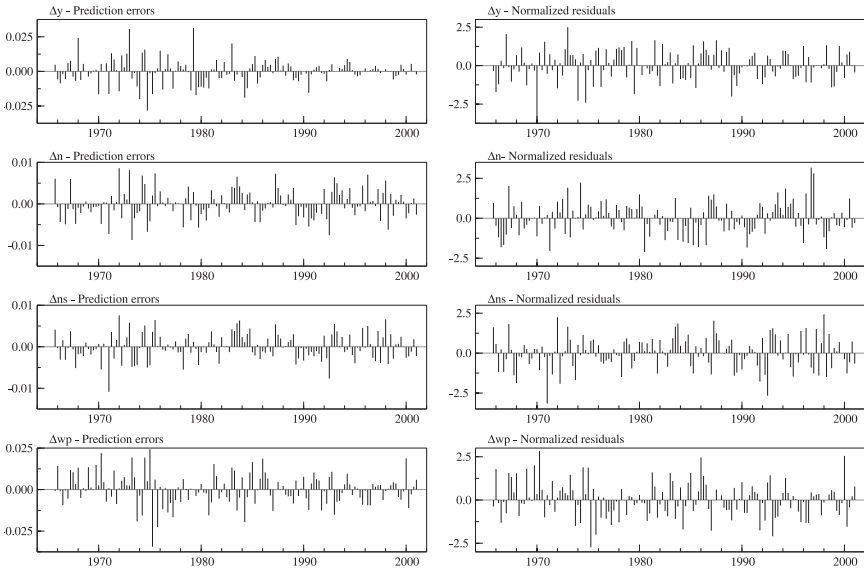 Δy - Prediction errors
0.025
0.000
-0.025
1970 1980 1990 2000
Δy - Normalized residuals
2.5
0.0
-2.5
1970 1980 1990 2000
Δn - Prediction errors
0.01
0.00
-0.01
1970 1980 1990 2000
Δn- Normalized residuals
2.5
0.0
-2.5
1970 1980 1990 2000
Δns - Prediction errors
0.01
0.00
-0.01
1970 1980 1990 2000
Δns - Normalized residuals
2.5
0.0
-2.5
1970 1980 1990 2000
Δwp - Prediction errors
0.025
0.000
0.025
1970 1980 1990 2000
Δwp - Normalized residuals
2.5
0.0
-2.5
1970 1980 1990 2000